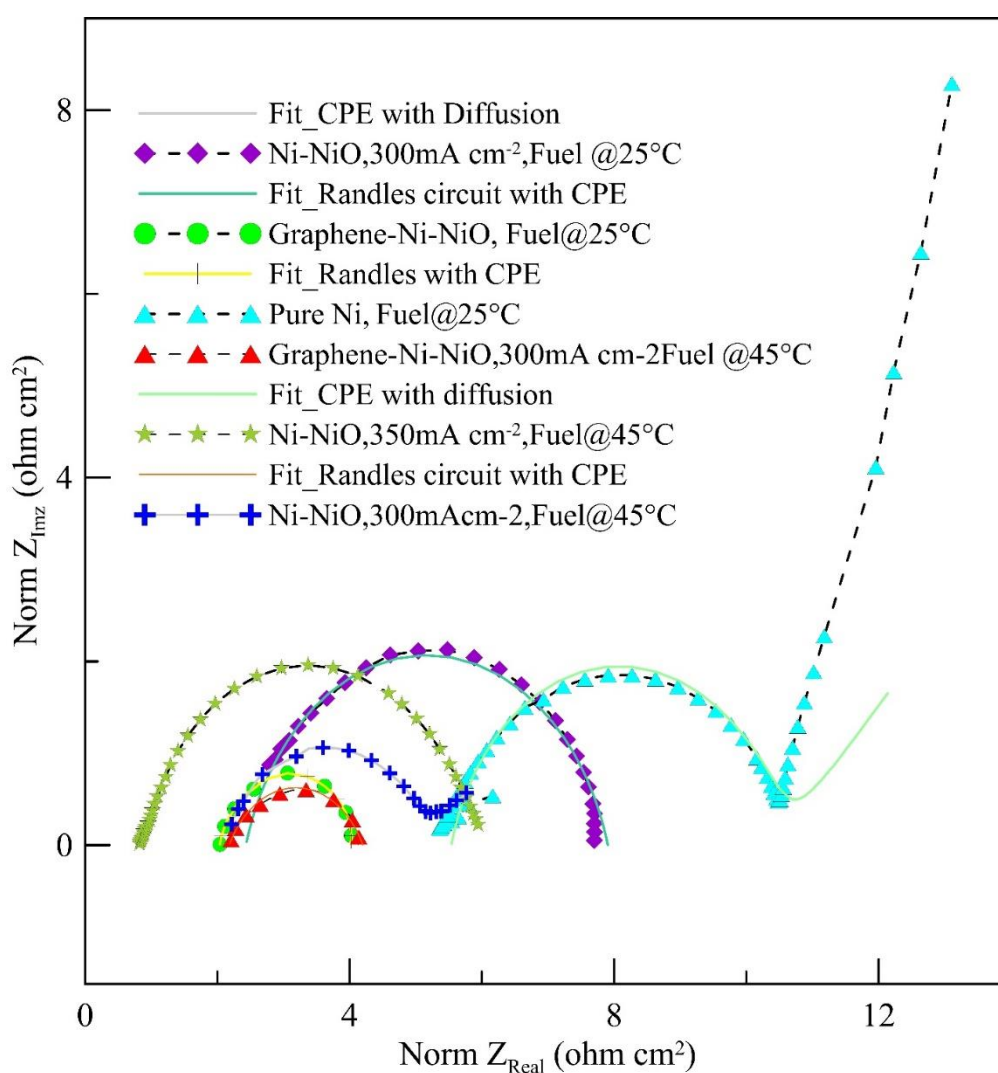 8
Fit_CPE with Diffusion
Ni-NiO,300mA cm-2,Fuel @25°C
Fit_Randles circuit with CPE
Graphene-Ni-NiO, Fuel@25°C
Fit_Randles with CPE
Pure Ni, Fuel@25°C
Graphene-Ni-NiO,300mA cm-2Fuel @45°C
Fit_CPE with diffusion
Ni-NiO,350mA cm-2,Fuel@45°C
Fit_Randles circuit with CPE
Ni-NiO,300mAcm-2,Fuel@45°C
4
Norm ZImz (ohm cm2)
0
0 4 8 12
Norm ZReal (ohm cm2)